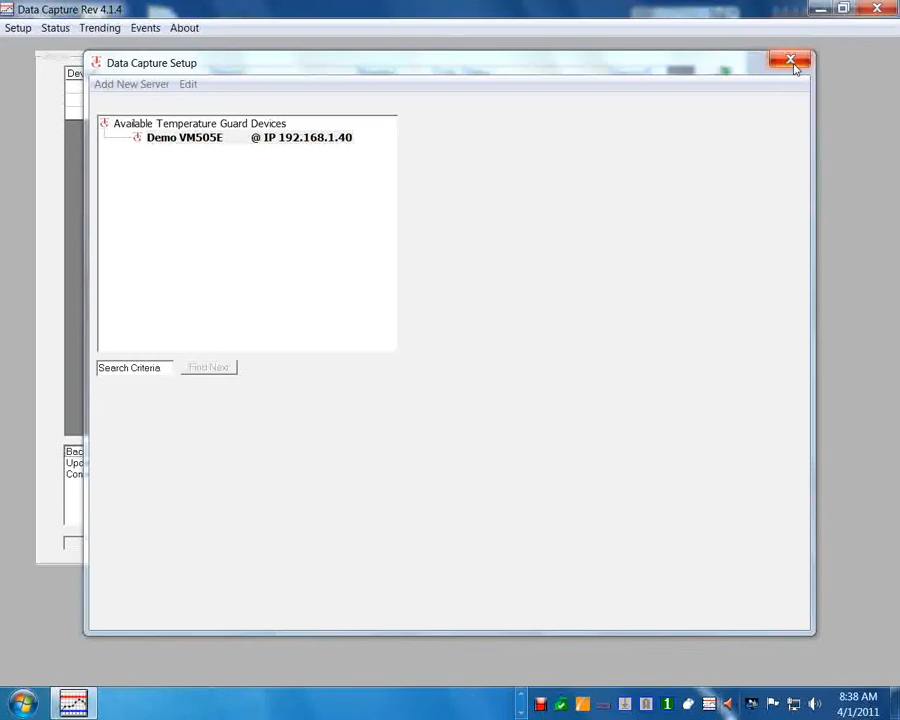 Data Capture Rev 4.1.4
Setup Status Trending Events About
Data Capture Setup
Add New Server Edit
Available Temperature Guard Devices
Demo VM505E @ IP 192.168.1.40
Search Criteria Find Next
8:38 AM
4/1/2011